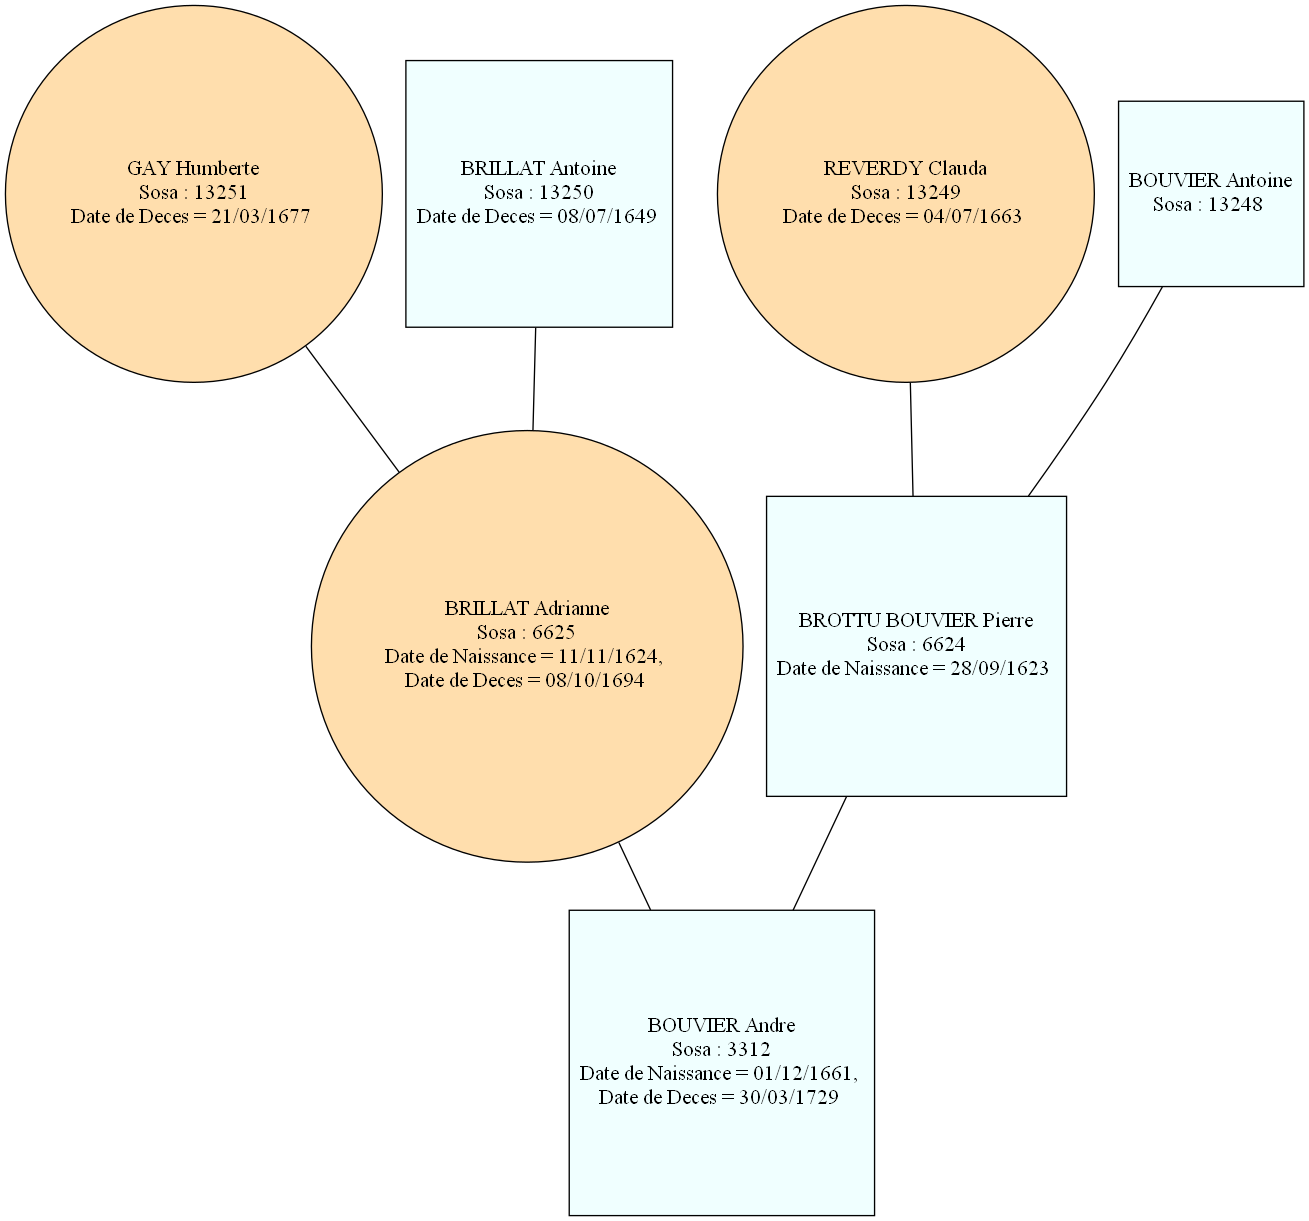 GAY Humberte
Sosa : 13251
Date de Deces = 21/03/1677
BRILLAT Antoine
Sosa : 13250
Date de Deces = 08/07/1649
REVERDY Clauda
Sosa : 13249
Date de Deces = 04/07/1663
BOUVIER Antoine
Sosa : 13248
BRILLAT Adrianne
Sosa : 6625
Date de Naissance = 11/11/1624,
Date de Deces = 08/10/1694
BROTTU BOUVIER Pierre
Sosa : 6624
Date de Naissance = 28/09/1623
BOUVIER Andre
Sosa : 3312
Date de Naissance = 01/12/1661,
Date de Deces = 30/03/1729